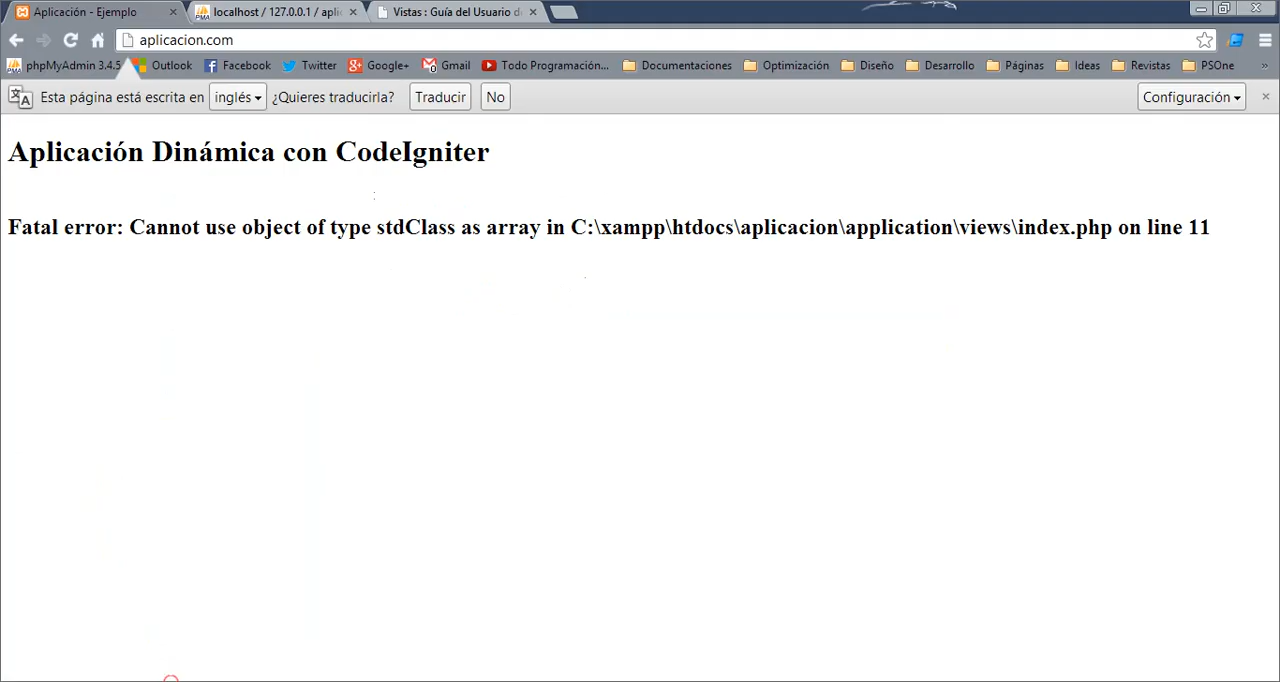 Aplicación - Ejemplo
localhost / 127.0.0.1 / apli
Vistas : Guía del Usuario d
aplicacion.com
phpMyAdmin 3.4.5
Outlook
Facebook
Twitter
Google+
Gmail
Todo Programación...
Documentaciones
Optimización
Diseño
Desarrollo
Páginas
Ideas
Revistas
PSOne
»
Esta página está escrita en inglés ¿Quieres traducirla? Traducir No Configuración
Aplicación Dinámica con CodeIgniter
Fatal error: Cannot use object of type stdClass as array in C:\xampp\htdocs\aplicacion\application\views\index.php on line 11